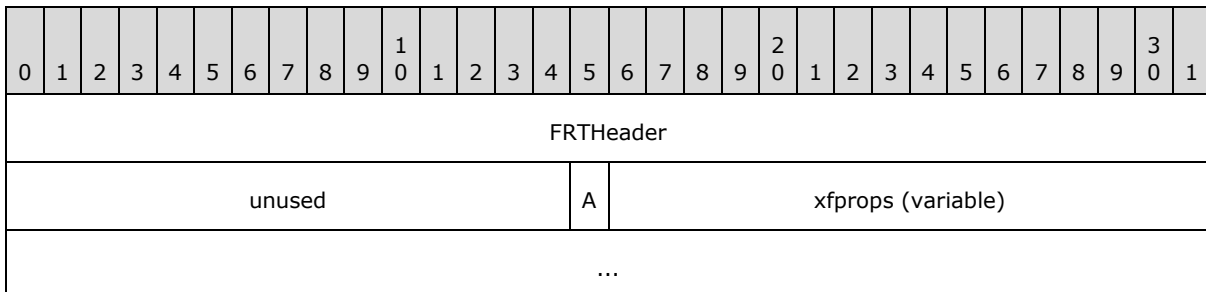 1 2 3
0 1 2 3 4 5 6 7 8 9 0 1 2 3 4 5 6 7 8 9 0 1 2 3 4 5 6 7 8 9 0 1
FRTHeader
unused A xfprops (variable)
...